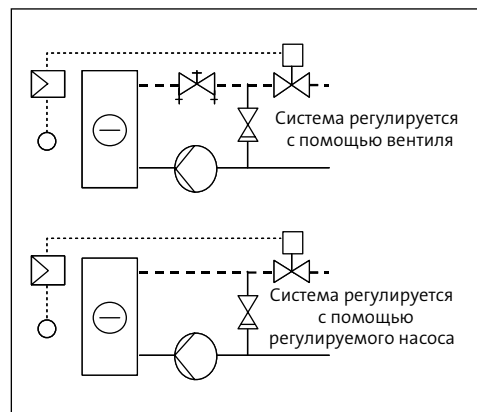 Система регулируется
с помощью вентиля
Система регулируется
с помощью
регулируемого насоса